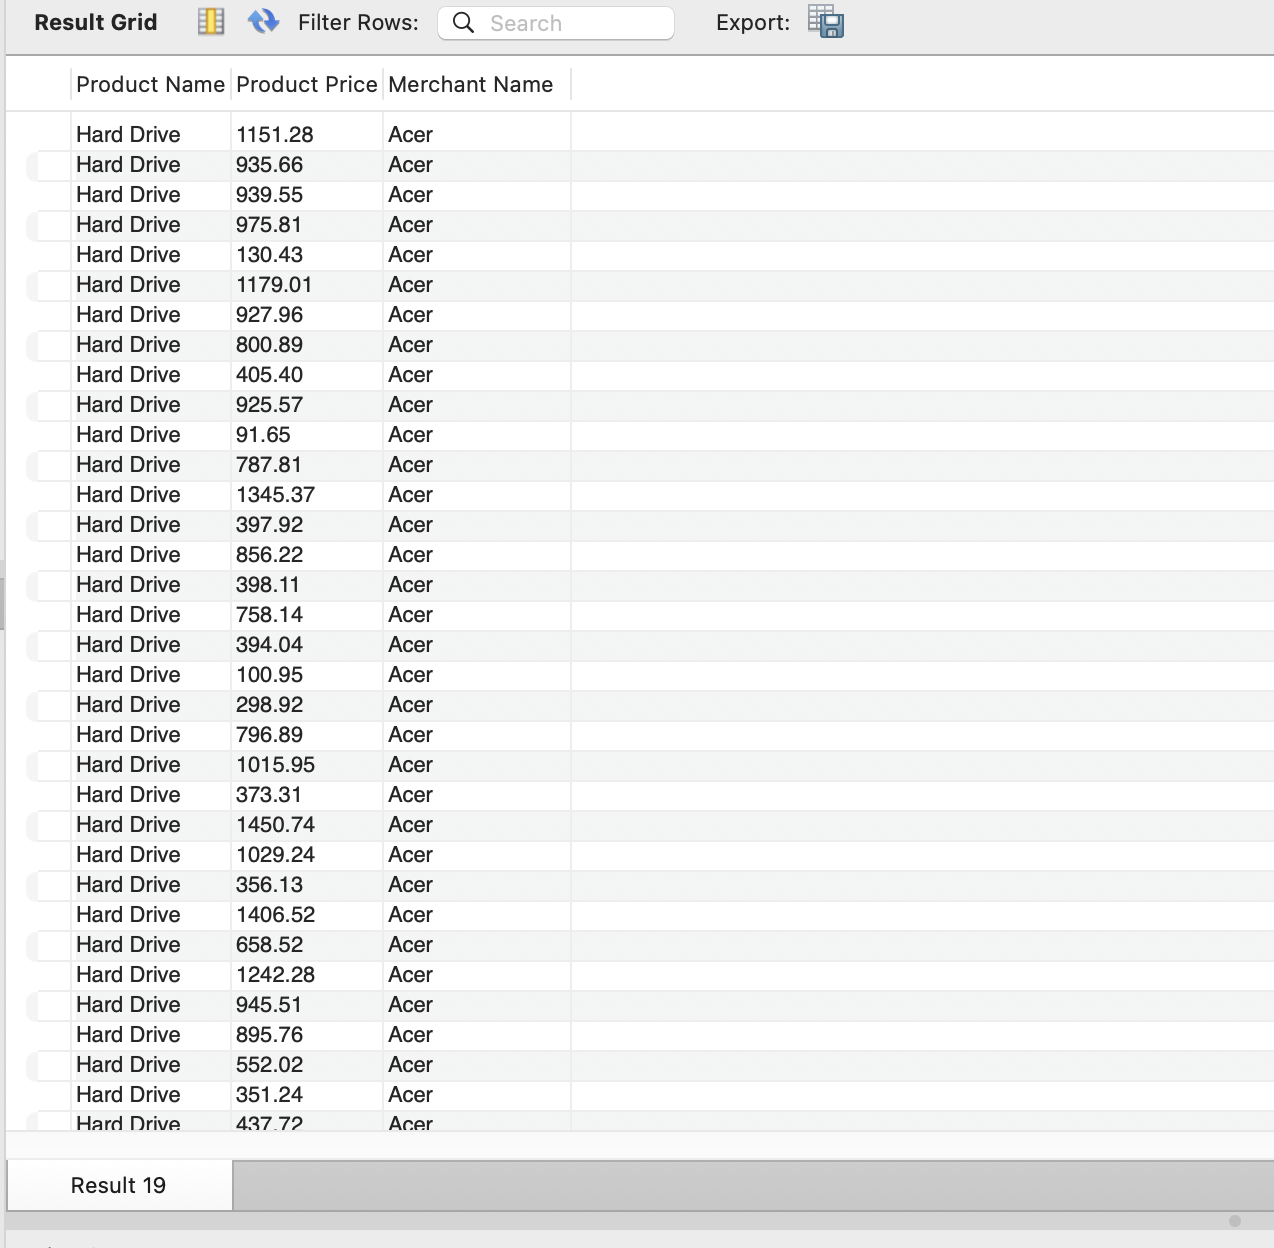 Result Grid Filter Rows: Search Export:
Product Name Product Price Merchant Name
Hard Drive 1151.28 Acer
Hard Drive 935.66 Acer
Hard Drive 939.55 Acer
Hard Drive 975.81 Acer
Hard Drive 130.43 Acer
Hard Drive 1179.01 Acer
Hard Drive 927.96 Acer
Hard Drive 800.89 Acer
Hard Drive 405.40 Acer
Hard Drive 925.57 Acer
Hard Drive 91.65 Acer
Hard Drive 787.81 Acer
Hard Drive 1345.37 Acer
Hard Drive 397.92 Acer
Hard Drive 856.22 Acer
Hard Drive 398.11 Acer
Hard Drive 758.14 Acer
Hard Drive 394.04 Acer
Hard Drive 100.95 Acer
Hard Drive 298.92 Acer
Hard Drive 796.89 Acer
Hard Drive 1015.95 Acer
Hard Drive 373.31 Acer
Hard Drive 1450.74 Acer
Hard Drive 1029.24 Acer
Hard Drive 356.13 Acer
Hard Drive 1406.52 Acer
Hard Drive 658.52 Acer
Hard Drive 1242.28 Acer
Hard Drive 945.51 Acer
Hard Drive 895.76 Acer
Hard Drive 552.02 Acer
Hard Drive 351.24 Acer
Hard Drive 437.72 Acer
Result 19